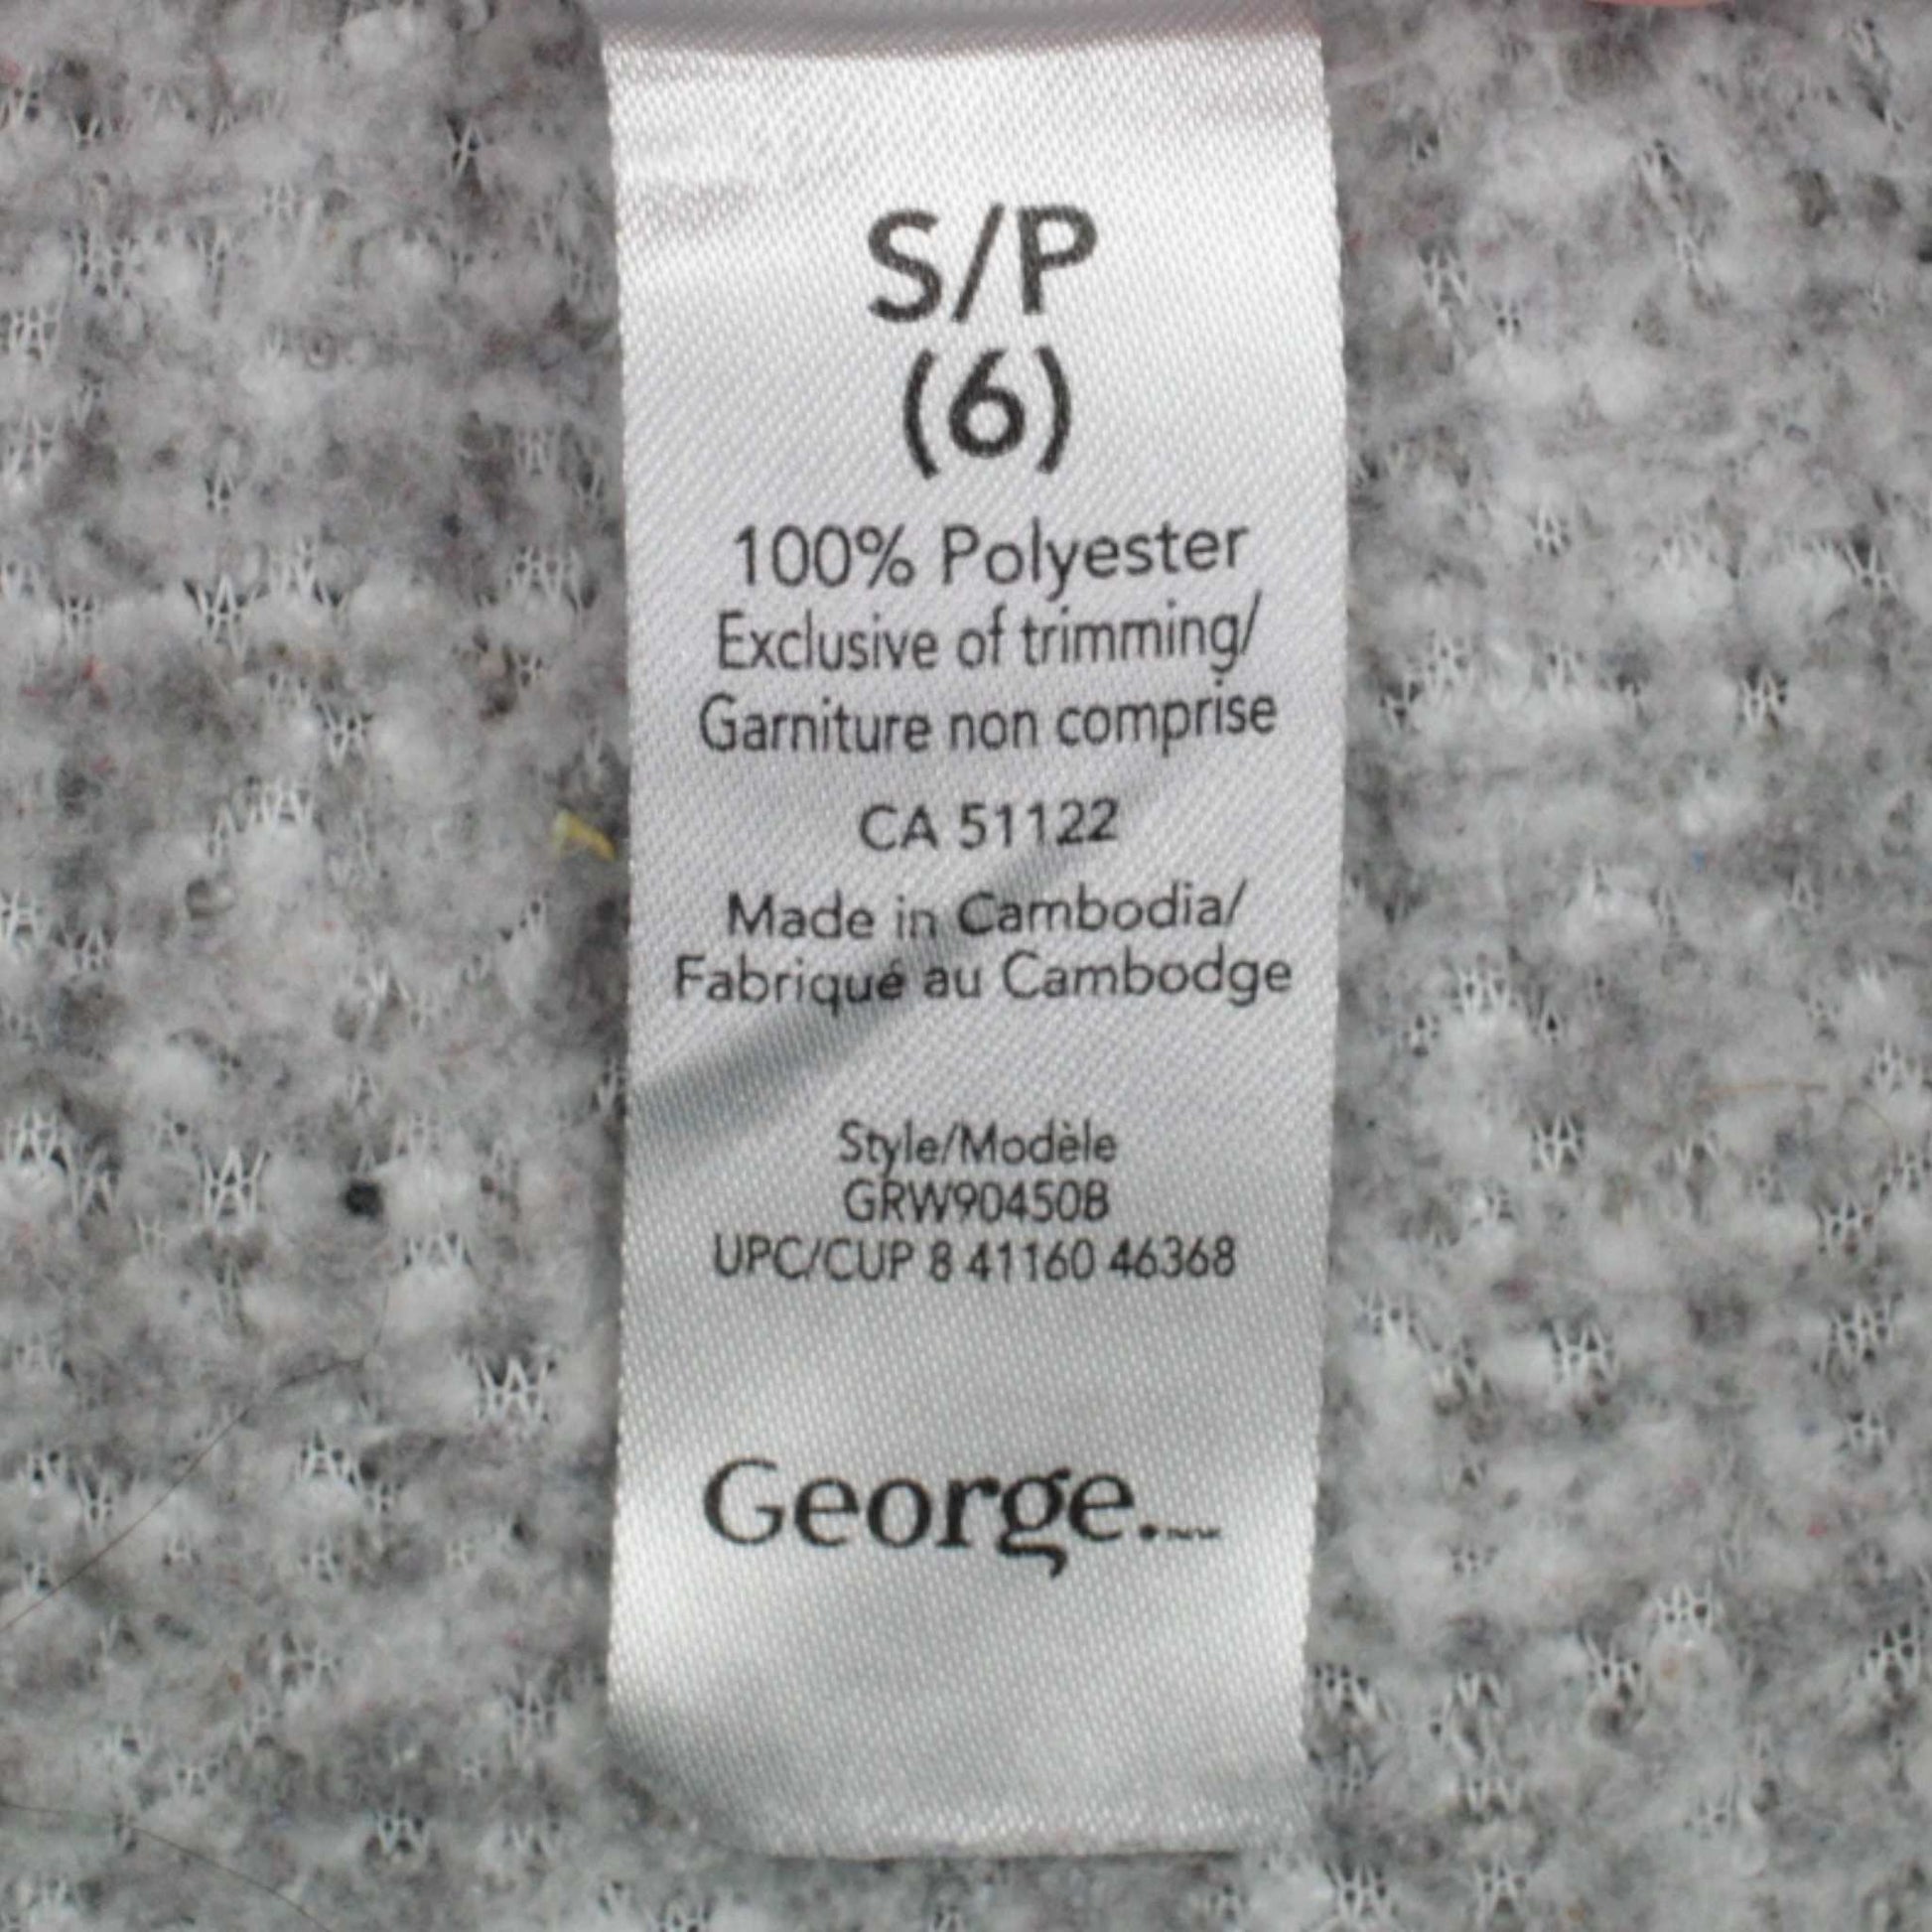 S/P
(6)
100% Polyester
Exclusive of trimming/
Garniture non comprise
CA 51122
Made in Cambodia/
Fabriqué au Cambodge
Style/Modèle
GRW90450B
UPC/CUP 8 41160 46368
George.